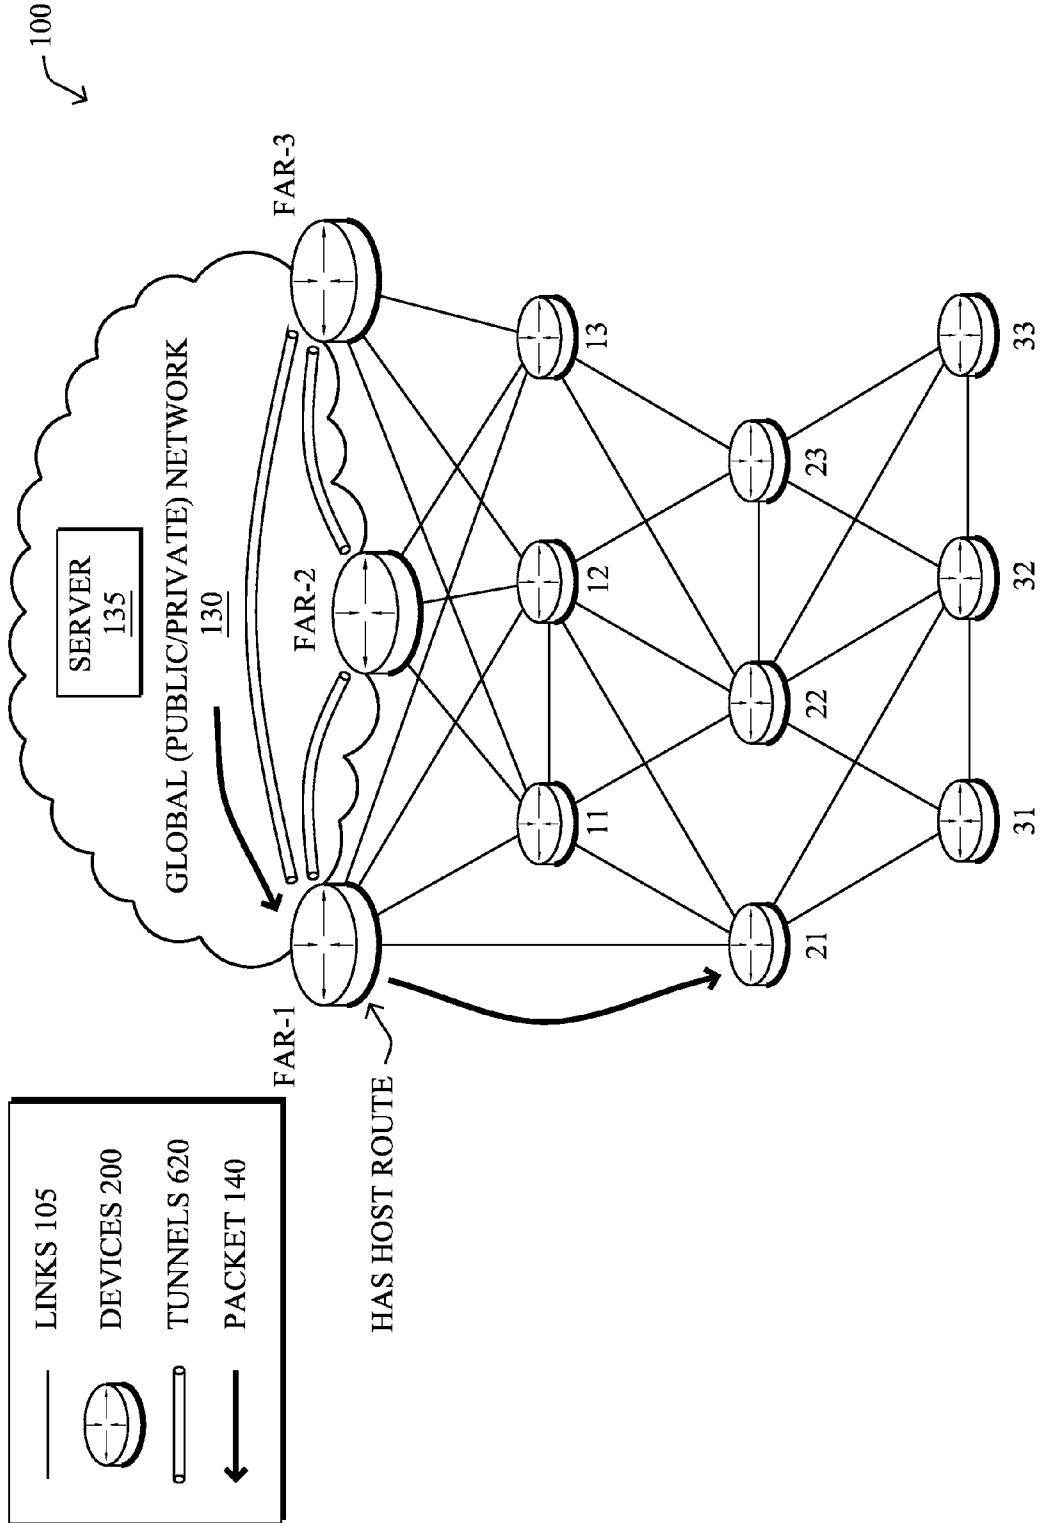 100
SERVER
135
GLOBAL (PUBLIC/PRIVATE) NETWORK
130
FAR-1
FAR-2
FAR-3
HAS HOST ROUTE
11
12
13
21
22
23
31
32
33
LINKS 105
DEVICES 200
TUNNELS 620
PACKET 140